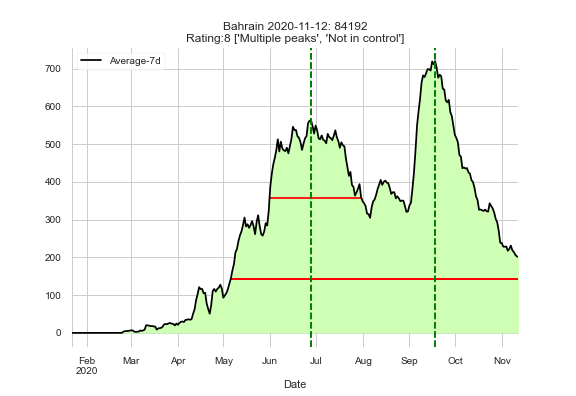 Bahrain 2020-11-12: 84192
Rating:8 ['Multiple peaks', 'Not in control']
Average-7d
700
600
500
400
300
200
100
0
Feb Mar Apr May Jun Jul Aug Sep Oct Nov
2020
Date